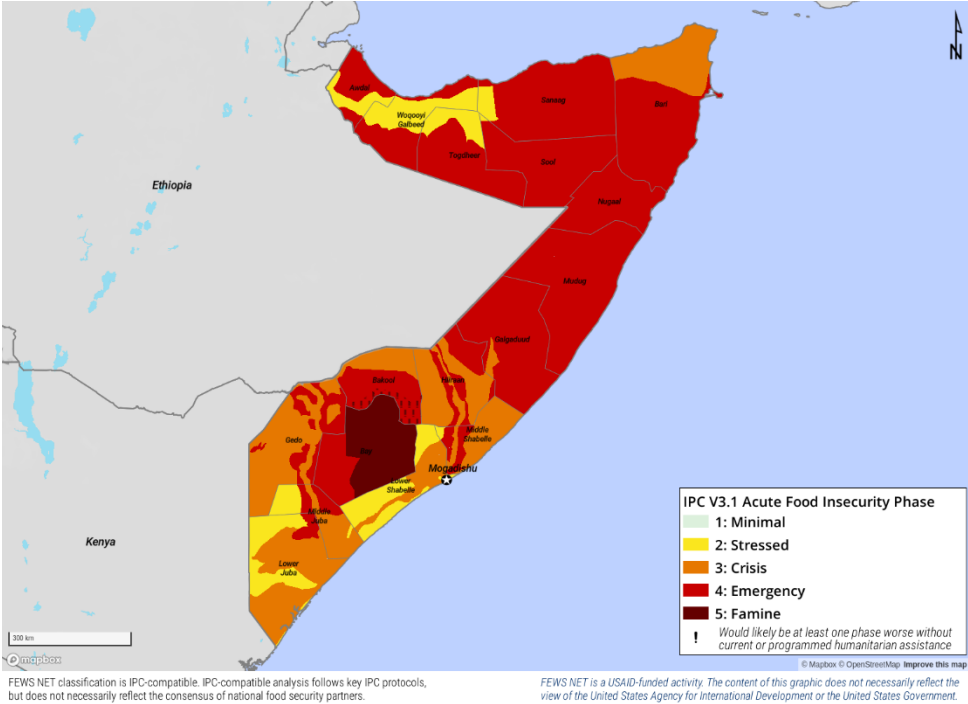 N
Awdal
Woqooyi
Galbeed
Sanaag
Bari
Togdheer
Sool
Ethiopia
Nugaal
Mudug
Galgaduud
Bakool
Hiiraan
Gedo
Bay
Middle
Shabelle
Mogadishu
Lower
Shabelle
Middle
Juba
Kenya
Lower
Juba
IPC V3.1 Acute Food Insecurity Phase
1: Minimal
2: Stressed
3: Crisis
4: Emergency
5: Famine
! Would likely be at least one phase worse without
current or programmed humanitarian assistance
300 km
mapbox
© Mapbox © OpenStreetMap Improve this map
FEWS NET classification is IPC-compatible. IPC-compatible analysis follows key IPC protocols,
but does not necessarily reflect the consensus of national food security partners.
FEWS NET is a USAID-funded activity. The content of this graphic does not necessarily reflect the
view of the United States Agency for International Development or the United States Government.